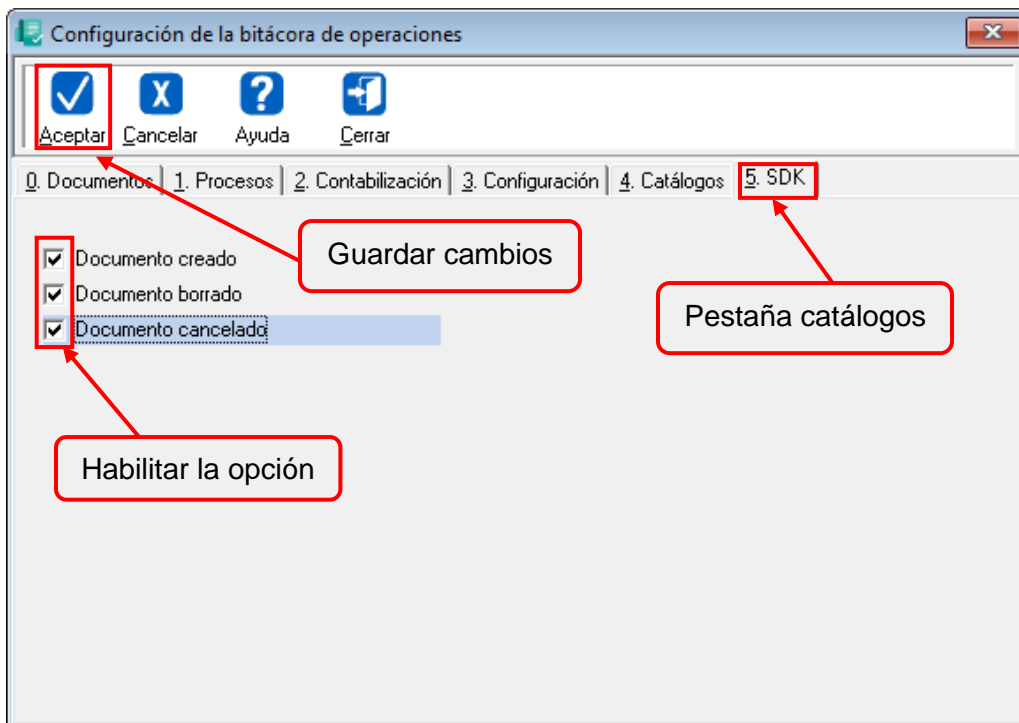 Configuración de la bitácora de operaciones
Aceptar Cancelar Ayuda Cerrar
0. Documentos 1. Procesos 2. Contabilización 3. Configuración 4. Catálogos 5. SDK
Guardar cambios
Documento creado
Documento borrado
Documento cancelado
Pestaña catálogos
Habilitar la opción